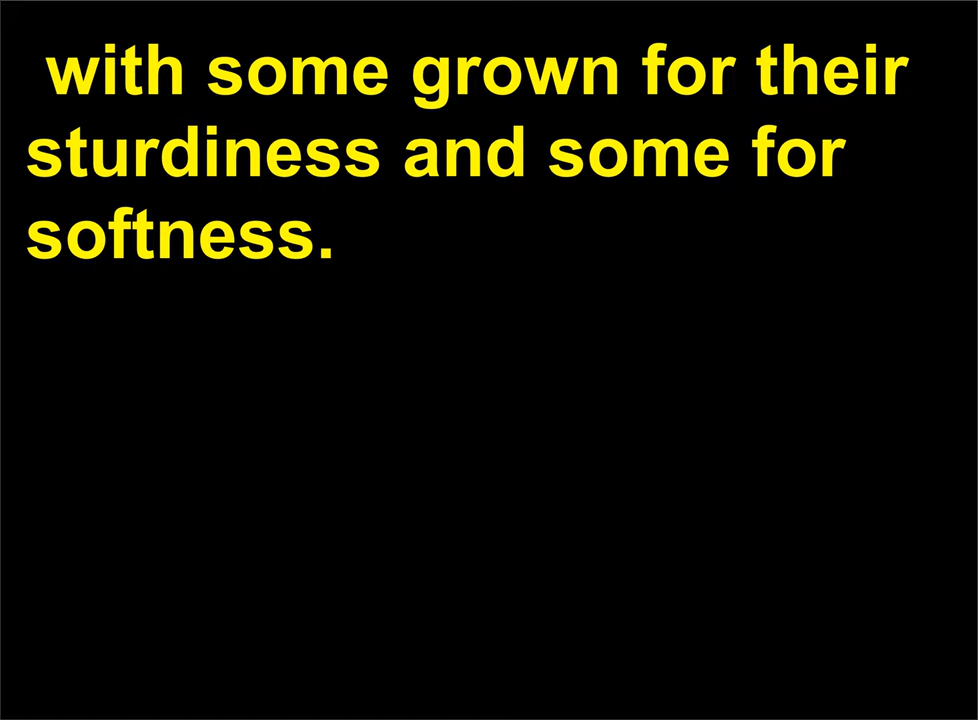 with some grown for their
sturdiness and some for
softness.